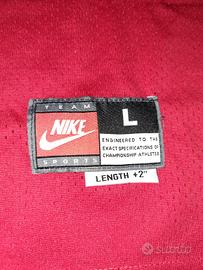 TEAM
NIKE
SPORTS
L
ENGINEERED TO THE
EXACT SPECIFICATIONS OF
CHAMPIONSHIP ATHLETES
LENGTH +2"
subito